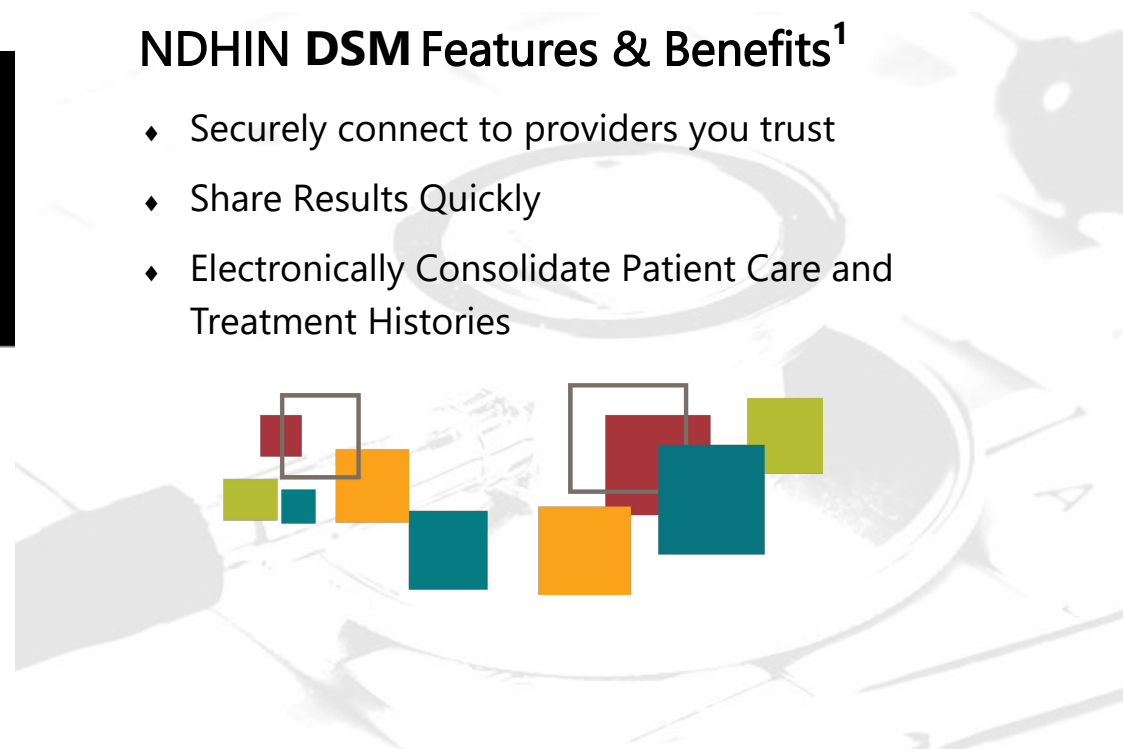 NDHIN DSM Features & Benefits¹
♦ Securely connect to providers you trust
♦ Share Results Quickly
♦ Electronically Consolidate Patient Care and
Treatment Histories